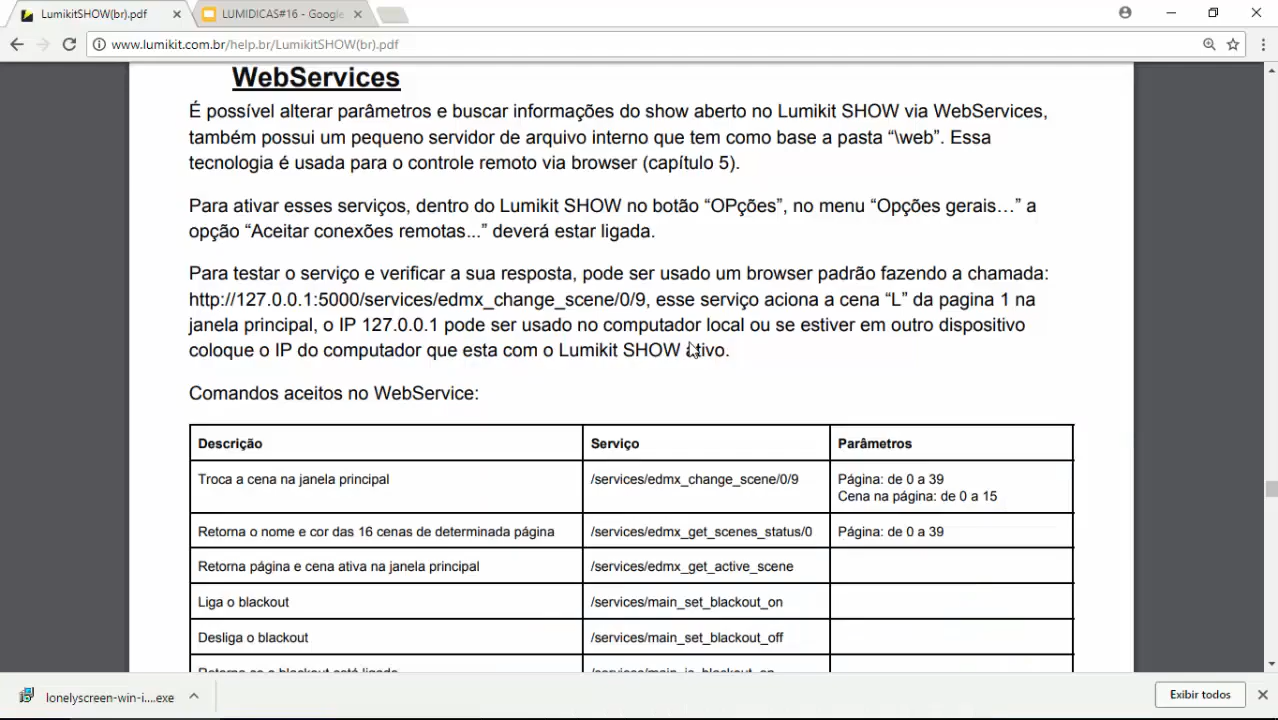 LumikitSHOW(br).pdf
LUMIDICAS#16 - Google
www.lumikit.com.br/help.br/LumikitSHOW(br).pdf
WebServices
É possível alterar parâmetros e buscar informações do show aberto no Lumikit SHOW via WebServices,
também possui um pequeno servidor de arquivo interno que tem como base a pasta “\web”. Essa
tecnologia é usada para o controle remoto via browser (capítulo 5).
Para ativar esses serviços, dentro do Lumikit SHOW no botão “OPções”, no menu “Opções gerais…” a
opção “Aceitar conexões remotas...” deverá estar ligada.
Para testar o serviço e verificar a sua resposta, pode ser usado um browser padrão fazendo a chamada:
http://127.0.0.1:5000/services/edmx_change_scene/0/9, esse serviço aciona a cena “L” da pagina 1 na
janela principal, o IP 127.0.0.1 pode ser usado no computador local ou se estiver em outro dispositivo
coloque o IP do computador que esta com o Lumikit SHOW ativo.
Comandos aceitos no WebService:
Descrição Serviço Parâmetros
Troca a cena na janela principal /services/edmx_change_scene/0/9 Página: de 0 a 39
Cena na página: de 0 a 15
Retorna o nome e cor das 16 cenas de determinada página /services/edmx_get_scenes_status/0 Página: de 0 a 39
Retorna página e cena ativa na janela principal /services/edmx_get_active_scene
Liga o blackout /services/main_set_blackout_on
Desliga o blackout /services/main_set_blackout_off
Retorna se o blackout está ligado /services/main_is_blackout_on
lonelyscreen-win-i....exe
Exibir todos